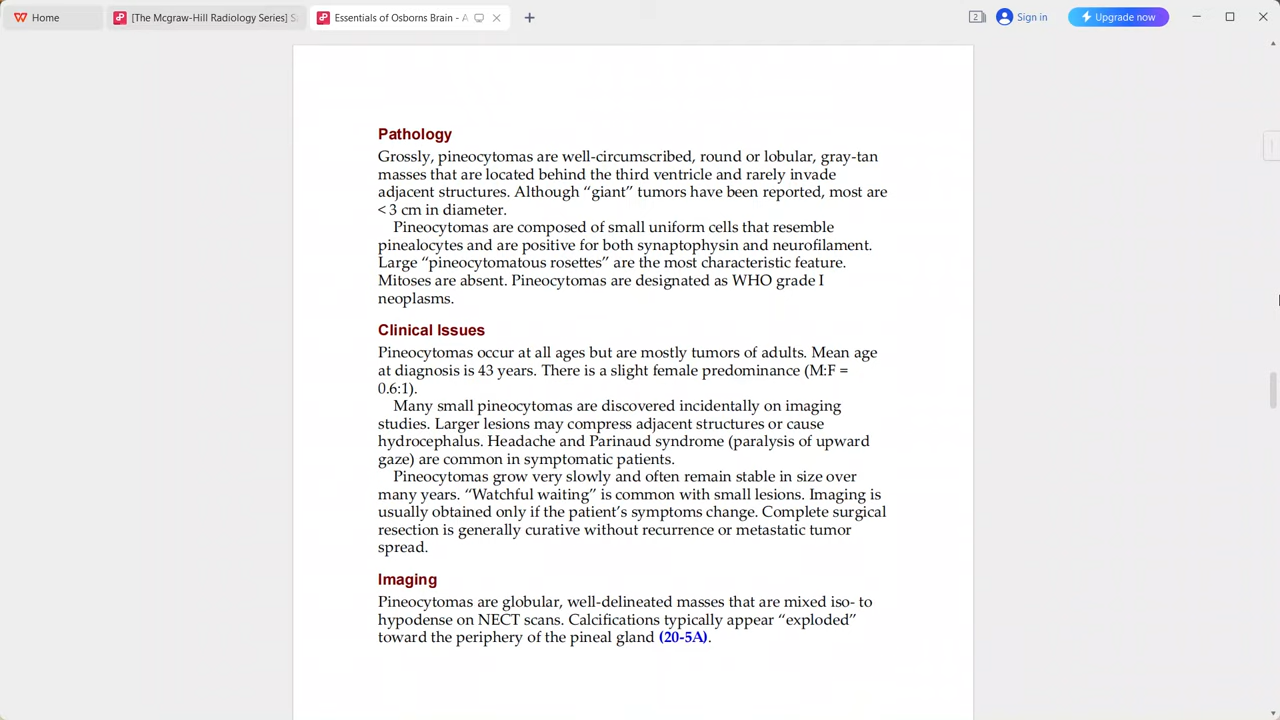 Home
[The Mcgraw-Hill Radiology Series] S
Essentials of Osborns Brain - A
2
Sign in
Upgrade now
Pathology
Grossly, pineocytomas are well-circumscribed, round or lobular, gray-tan
masses that are located behind the third ventricle and rarely invade
adjacent structures. Although “giant” tumors have been reported, most are
< 3 cm in diameter.
Pineocytomas are composed of small uniform cells that resemble
pinealocytes and are positive for both synaptophysin and neurofilament.
Large “pineocytomatous rosettes” are the most characteristic feature.
Mitoses are absent. Pineocytomas are designated as WHO grade I
neoplasms.
Clinical Issues
Pineocytomas occur at all ages but are mostly tumors of adults. Mean age
at diagnosis is 43 years. There is a slight female predominance (M:F =
0.6:1).
Many small pineocytomas are discovered incidentally on imaging
studies. Larger lesions may compress adjacent structures or cause
hydrocephalus. Headache and Parinaud syndrome (paralysis of upward
gaze) are common in symptomatic patients.
Pineocytomas grow very slowly and often remain stable in size over
many years. “Watchful waiting” is common with small lesions. Imaging is
usually obtained only if the patient’s symptoms change. Complete surgical
resection is generally curative without recurrence or metastatic tumor
spread.
Imaging
Pineocytomas are globular, well-delineated masses that are mixed iso- to
hypodense on NECT scans. Calcifications typically appear “exploded”
toward the periphery of the pineal gland (20-5A).